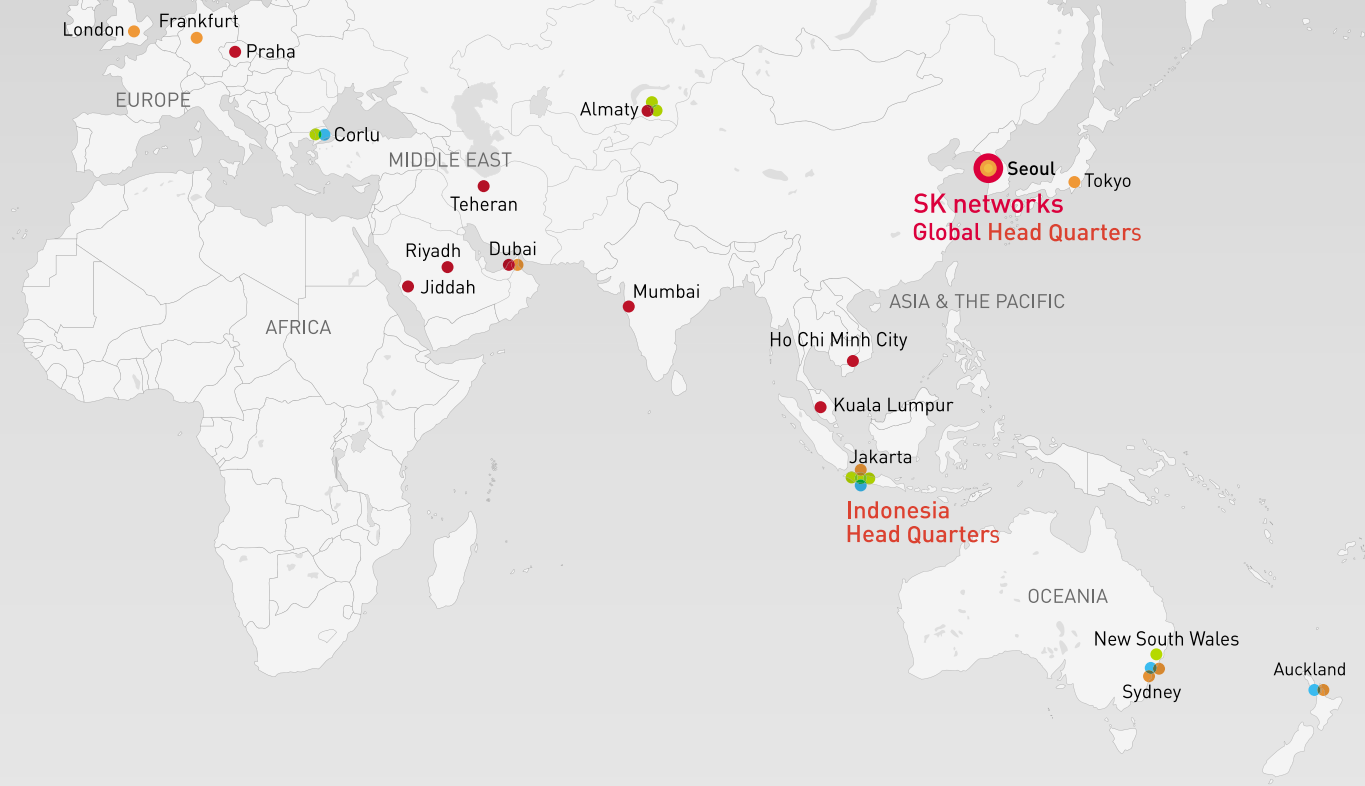 Frankfurt
London
Praha
EUROPE
Almaty
Corlu
MIDDLE EAST
Seoul
Tokyo
Teheran
SK networks
Global Head Quarters
Riyadh
Dubai
Jiddah
Mumbai
ASIA & THE PACIFIC
AFRICA
Ho Chi Minh City
Kuala Lumpur
Jakarta
Indonesia
Head Quarters
OCEANIA
New South Wales
Auckland
Sydney